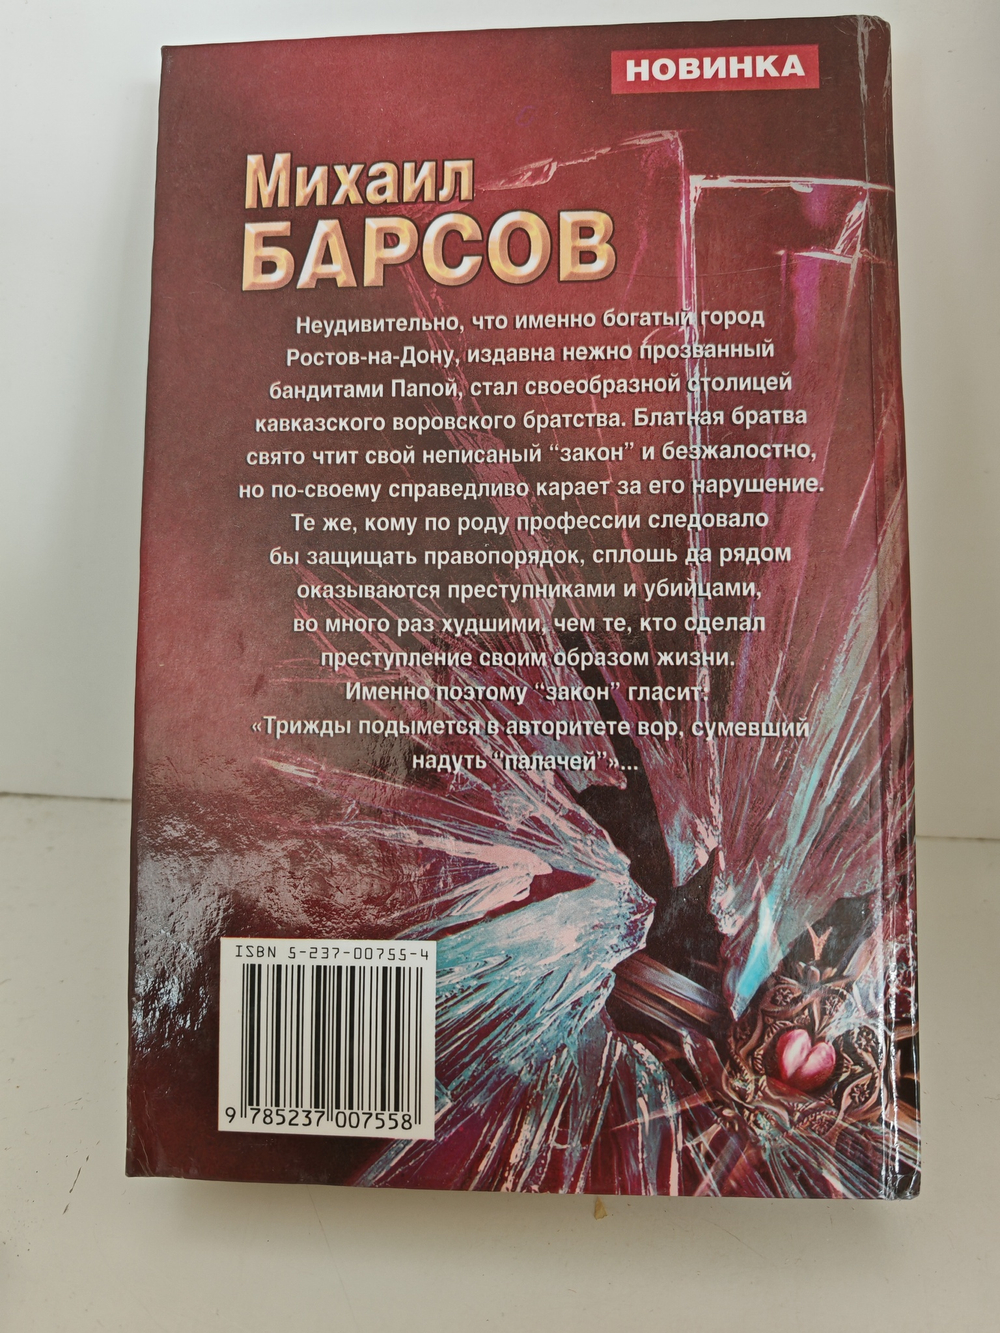 НОВИНКА
Михаил
БАРСОВ
Неудивительно, что именно богатый город
Ростов-на-Дону, издавна нежно прозванный
бандитами Папой, стал своеобразной столицей
кавказского воровского братства. Блатная братва
свято чтит свой неписаный “закон” и безжалостно,
но по-своему справедливо карает за его нарушение.
Те же, кому по роду профессии следовало
бы защищать правопорядок, сплошь да рядом
оказываются преступниками и убийцами,
во много раз худшими, чем те, кто сделал
преступление своим образом жизни.
Именно поэтому “закон” гласит:
«Трижды подымется в авторитете вор, сумевший
надуть “палачей”»...
ISBN 5-237-00755-4
9 785237 007558